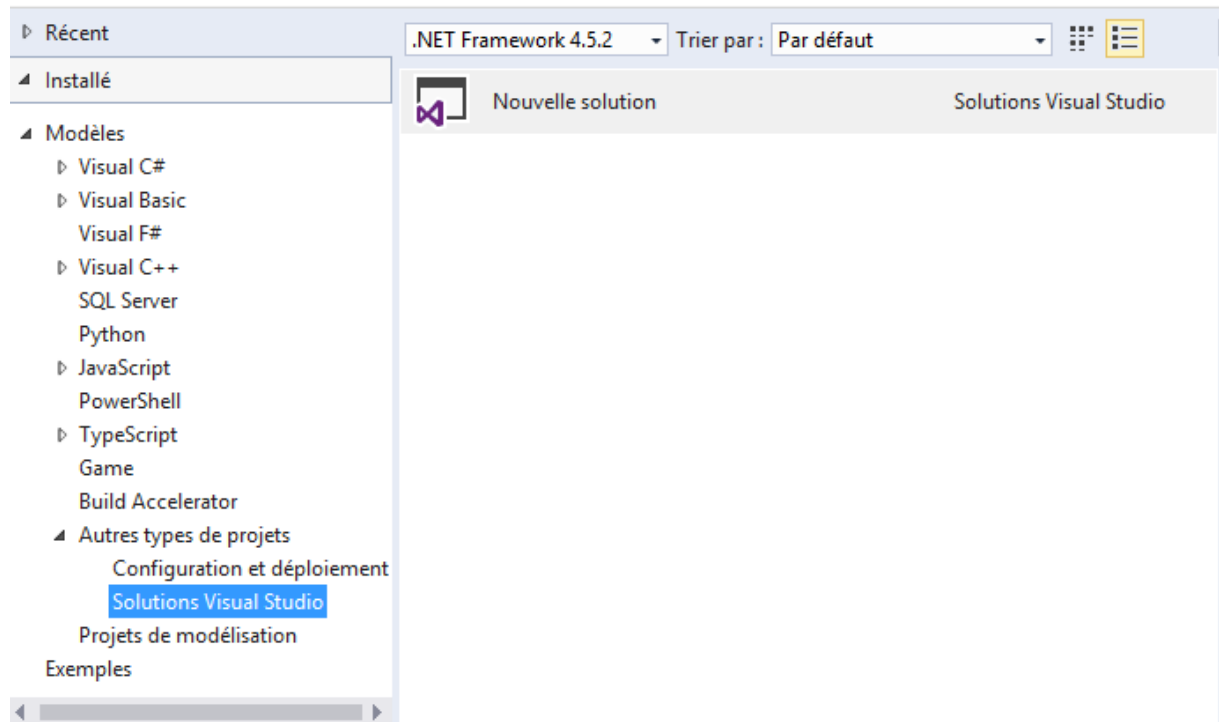 Récent
.NET Framework 4.5.2 Trier par : Par défaut
Installé
Nouvelle solution Solutions Visual Studio
Modèles
Visual C#
Visual Basic
Visual F#
Visual C++
SQL Server
Python
JavaScript
PowerShell
TypeScript
Game
Build Accelerator
Autres types de projets
Configuration et déploiement
Solutions Visual Studio
Projets de modélisation
Exemples